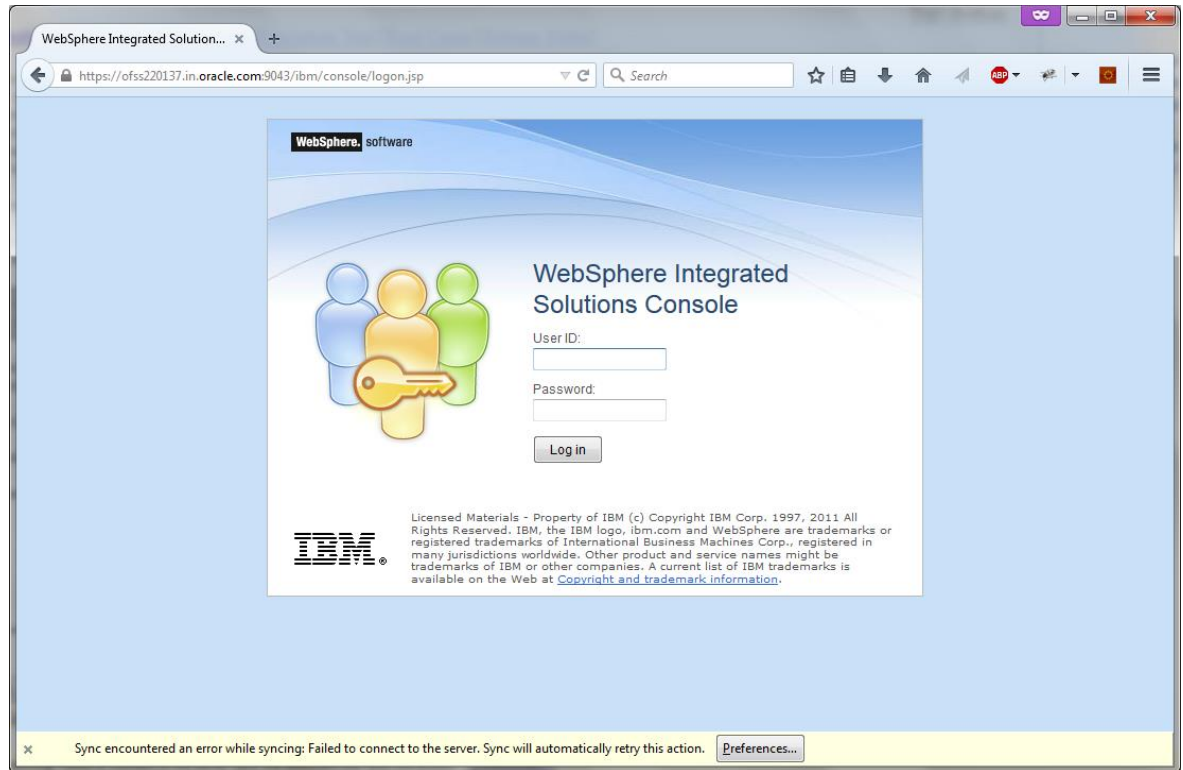 WebSphere Integrated Solution...
https://ofss220137.in.oracle.com:9043/ibm/console/logon.jsp
Search
ABP
WebSphere. software
WebSphere Integrated
Solutions Console
User ID:
Password:
Log in
IBM®
Licensed Materials - Property of IBM (c) Copyright IBM Corp. 1997, 2011 All
Rights Reserved. IBM, the IBM logo, ibm.com and WebSphere are trademarks or
registered trademarks of International Business Machines Corp., registered in
many jurisdictions worldwide. Other product and service names might be
trademarks of IBM or other companies. A current list of IBM trademarks is
available on the Web at Copyright and trademark information.
Sync encountered an error while syncing: Failed to connect to the server. Sync will automatically retry this action.
Preferences...